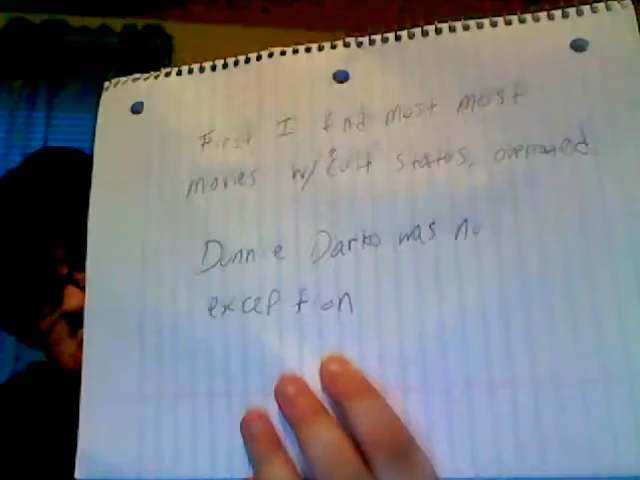 First I find most most
movies w/ cult status, overrated.
Donnie Darko was no
exception